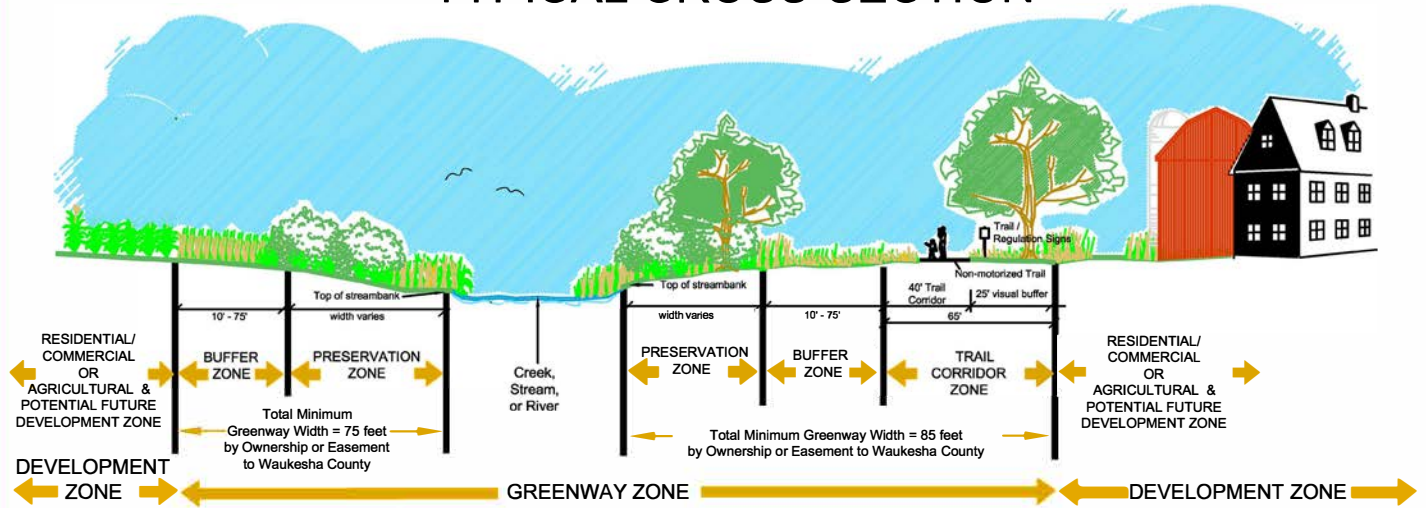 TYPICAL CROSS SECTION
Trail /
Regulation Signs
Non-motorized Trail
Top of streambank
Top of streambank
40' Trail
Corridor
25' visual buffer
10' - 75'
width varies
width varies
10' - 75'
65'
RESIDENTIAL/
COMMERCIAL
OR
AGRICULTURAL &
POTENTIAL FUTURE
DEVELOPMENT ZONE
BUFFER
ZONE
PRESERVATION
ZONE
Creek,
Stream,
or River
PRESERVATION
ZONE
BUFFER
ZONE
TRAIL
CORRIDOR
ZONE
RESIDENTIAL/
COMMERCIAL
OR
AGRICULTURAL &
POTENTIAL FUTURE
DEVELOPMENT ZONE
Total Minimum
Greenway Width = 75 feet
by Ownership or Easement
to Waukesha County
Total Minimum Greenway Width = 85 feet
by Ownership or Easement to Waukesha County
DEVELOPMENT
ZONE
GREENWAY ZONE
DEVELOPMENT ZONE